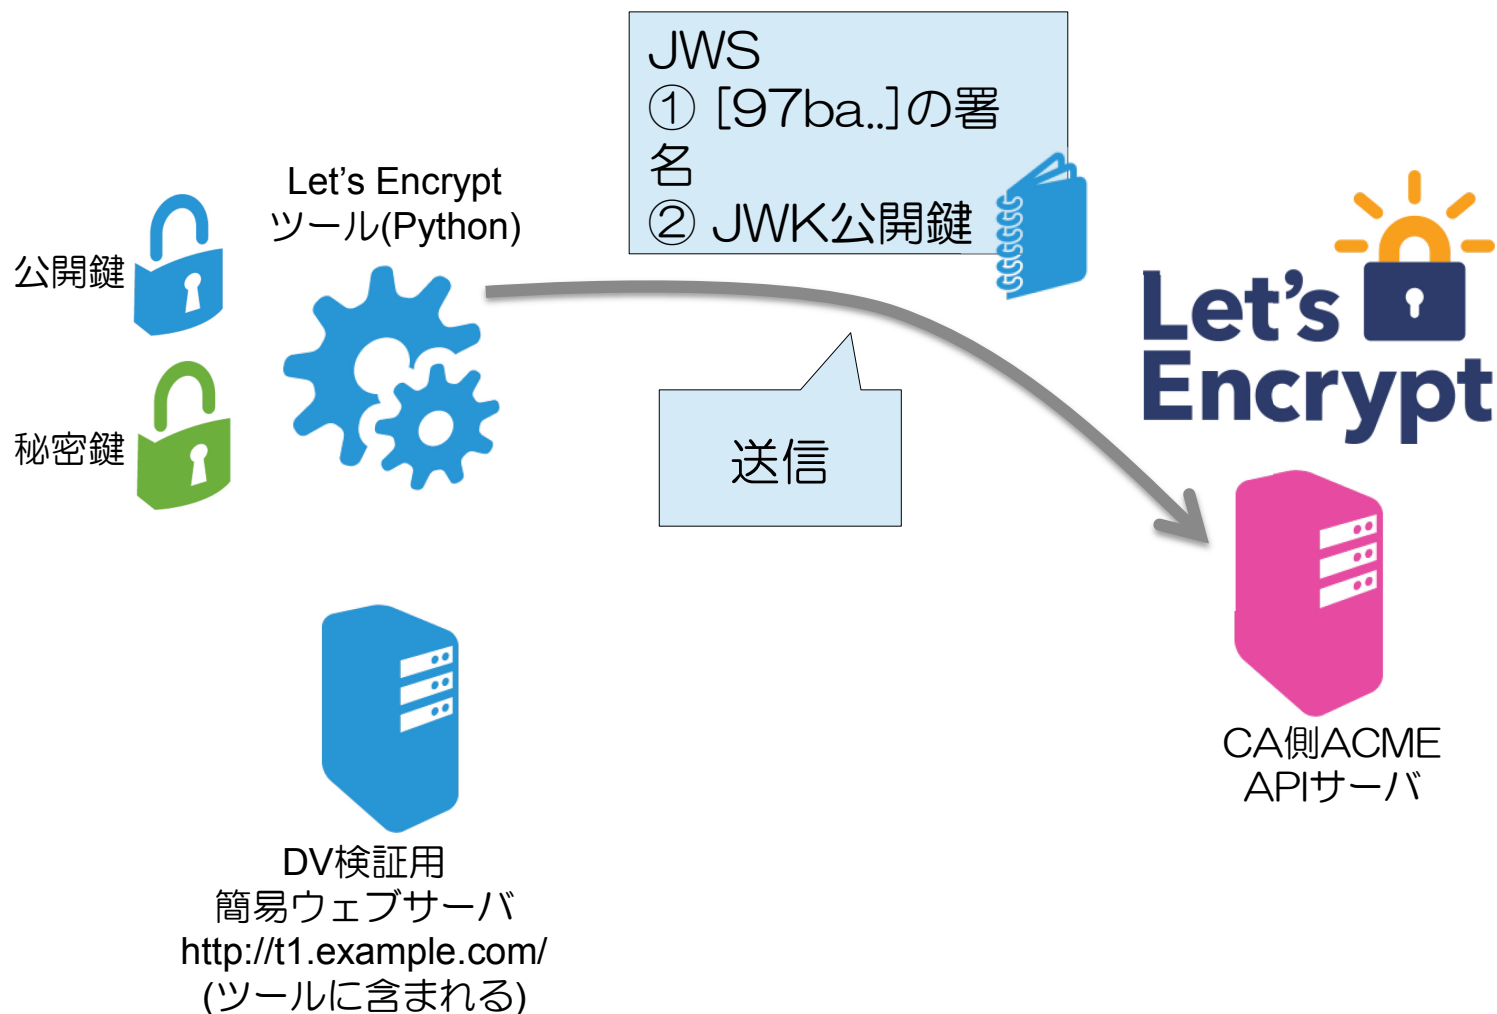 JWS
① [97ba..]の署
名
② JWK公開鍵
Let’s Encrypt
ツール(Python)
公開鍵
秘密鍵
送信
Let's
Encrypt
CA側ACME
APIサーバ
DV検証用
簡易ウェブサーバ
http://t1.example.com/
(ツールに含まれる)